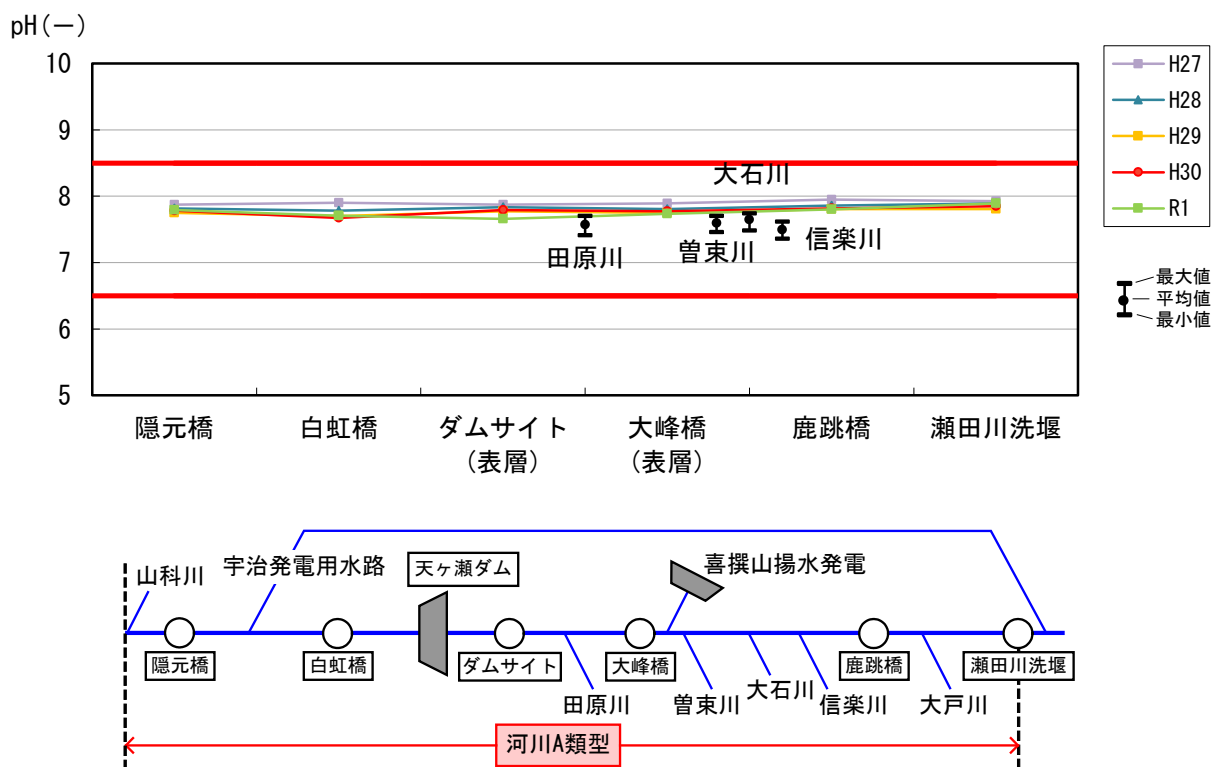 pH(－)
10
9
8
7
6
5
H27
H28
H29
H30
R1
最大値
平均値
最小値
大石川
田原川
曽束川
信楽川
隠元橋
白虹橋
ダムサイト
(表層)
大峰橋
(表層)
鹿跳橋
瀬田川洗堰
山科川
宇治発電用水路
天ヶ瀬ダム
喜撰山揚水発電
隠元橋
白虹橋
ダムサイト
大峰橋
鹿跳橋
瀬田川洗堰
田原川
曽束川
大石川
信楽川
大戸川
河川A類型